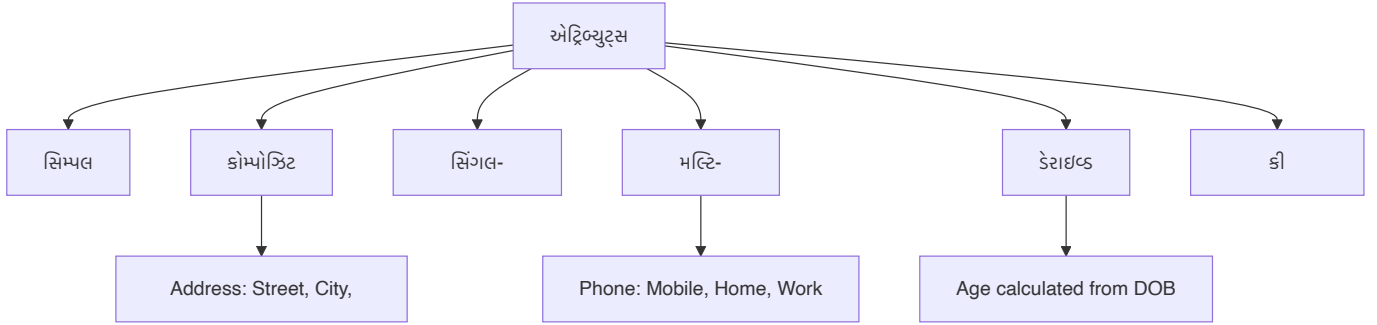 એટ્રિબ્યુટ્સ
સિમ્પલ
કોમ્પોઝિટ
સિંગલ-
મલ્ટિ-
ડેરાઇવ્ડ
કી
Address: Street, City,
Phone: Mobile, Home, Work
Age calculated from DOB